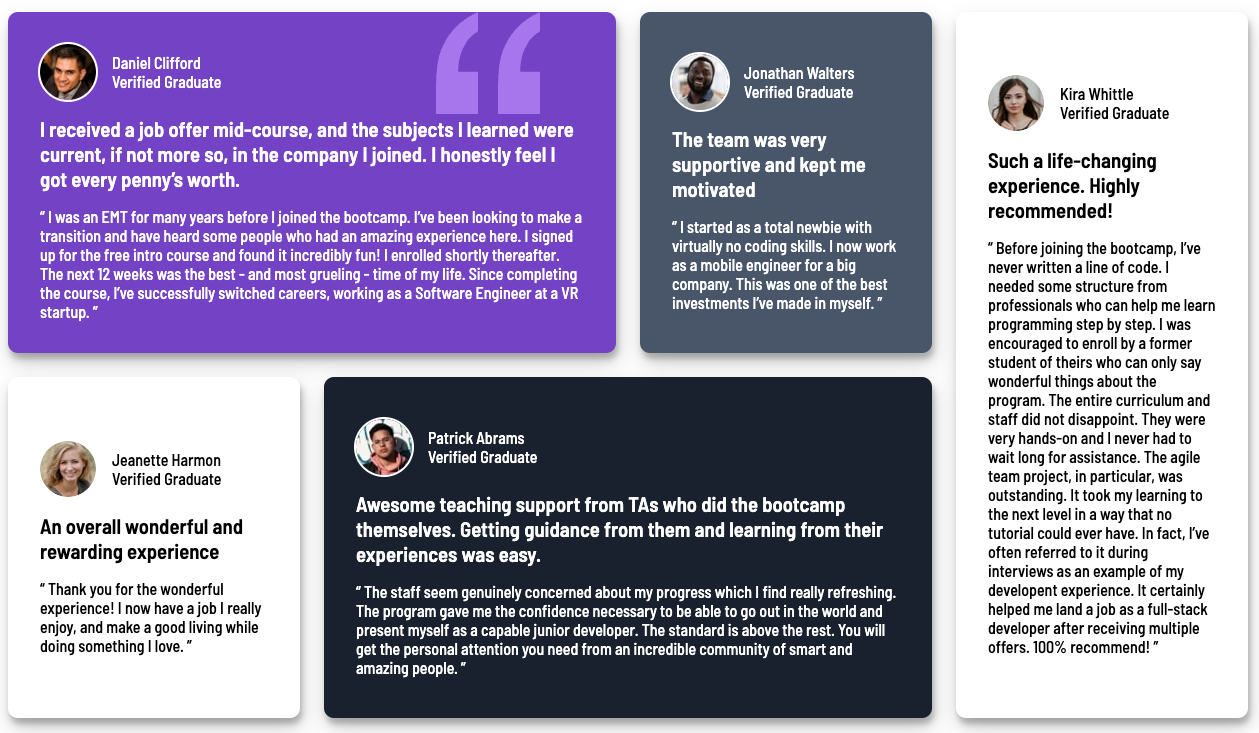 Daniel Clifford
Verified Graduate
I received a job offer mid-course, and the subjects I learned were
current, if not more so, in the company I joined. I honestly feel I
got every penny’s worth.
“ I was an EMT for many years before I joined the bootcamp. I’ve been looking to make a
transition and have heard some people who had an amazing experience here. I signed
up for the free intro course and found it incredibly fun! I enrolled shortly thereafter.
The next 12 weeks was the best - and most grueling - time of my life. Since completing
the course, I’ve successfully switched careers, working as a Software Engineer at a VR
startup. ”
Jonathan Walters
Verified Graduate
The team was very
supportive and kept me
motivated
“ I started as a total newbie with
virtually no coding skills. I now work
as a mobile engineer for a big
company. This was one of the best
investments I’ve made in myself. ”
Kira Whittle
Verified Graduate
Such a life-changing
experience. Highly
recommended!
“ Before joining the bootcamp, I’ve
never written a line of code. I
needed some structure from
professionals who can help me learn
programming step by step. I was
encouraged to enroll by a former
student of theirs who can only say
wonderful things about the
program. The entire curriculum and
staff did not disappoint. They were
very hands-on and I never had to
wait long for assistance. The agile
team project, in particular, was
outstanding. It took my learning to
the next level in a way that no
tutorial could ever have. In fact, I’ve
often referred to it during
interviews as an example of my
developent experience. It certainly
helped me land a job as a full-stack
developer after receiving multiple
offers. 100% recommend! ”
Jeanette Harmon
Verified Graduate
An overall wonderful and
rewarding experience
“ Thank you for the wonderful
experience! I now have a job I really
enjoy, and make a good living while
doing something I love. ”
Patrick Abrams
Verified Graduate
Awesome teaching support from TAs who did the bootcamp
themselves. Getting guidance from them and learning from their
experiences was easy.
“ The staff seem genuinely concerned about my progress which I find really refreshing.
The program gave me the confidence necessary to be able to go out in the world and
present myself as a capable junior developer. The standard is above the rest. You will
get the personal attention you need from an incredible community of smart and
amazing people. ”